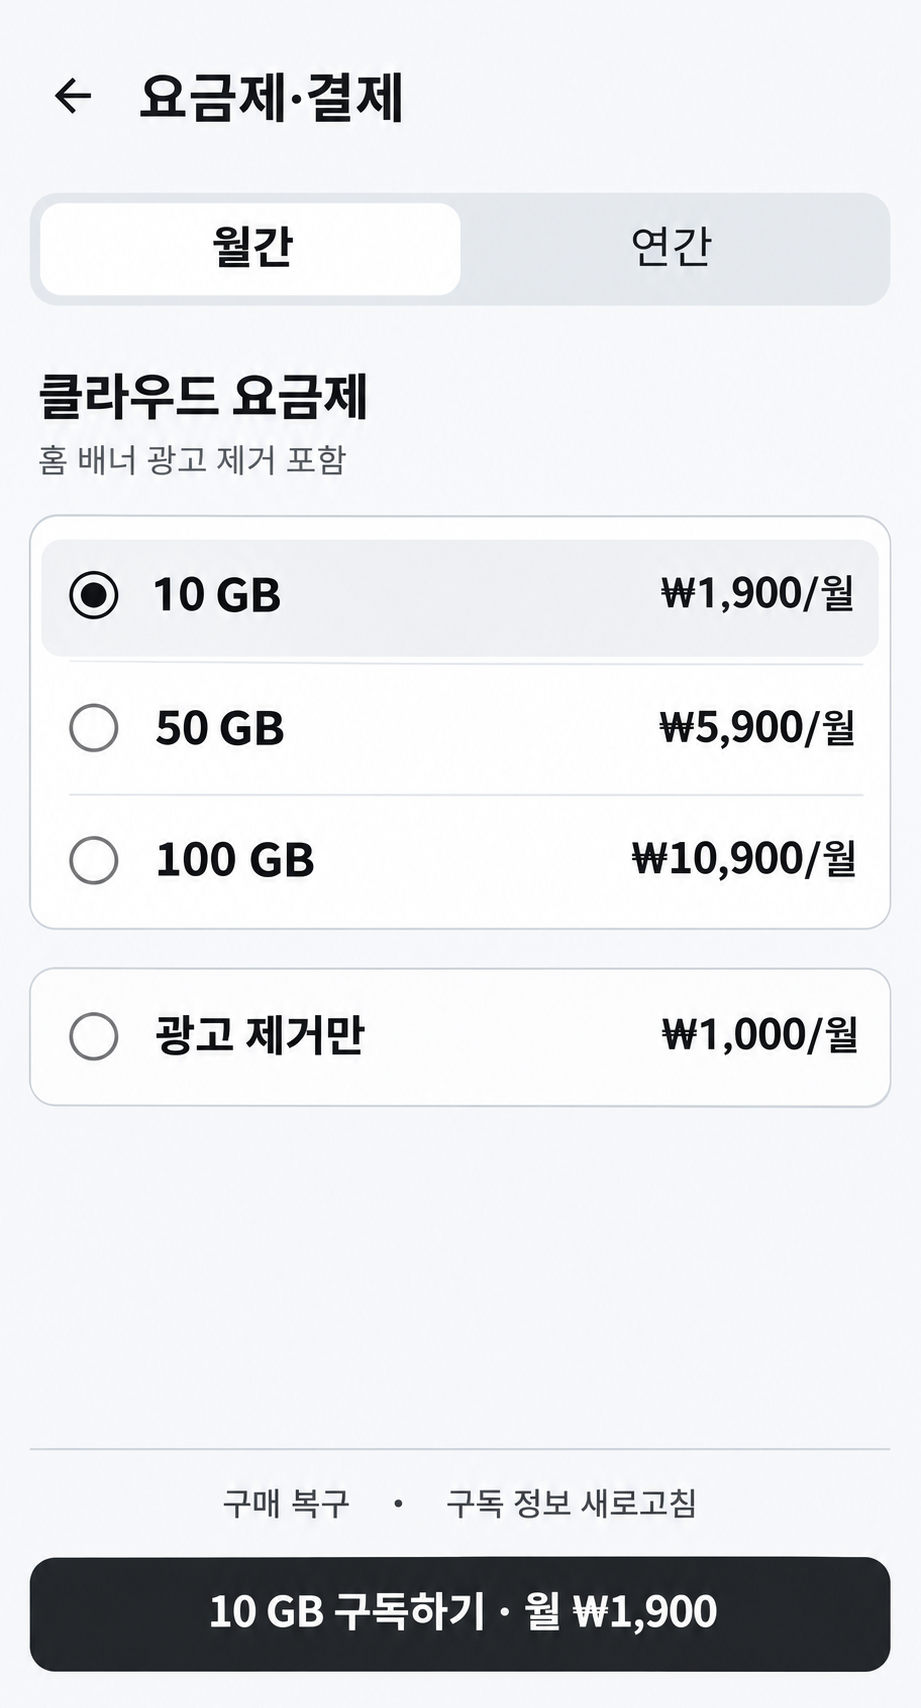 요금제·결제
월간 연간
클라우드 요금제
홈 배너 광고 제거 포함
10 GB ₩1,900/월
50 GB ₩5,900/월
100 GB ₩10,900/월
광고 제거만 ₩1,000/월
구매 복구 • 구독 정보 새로고침
10 GB 구독하기 · 월 ₩1,900